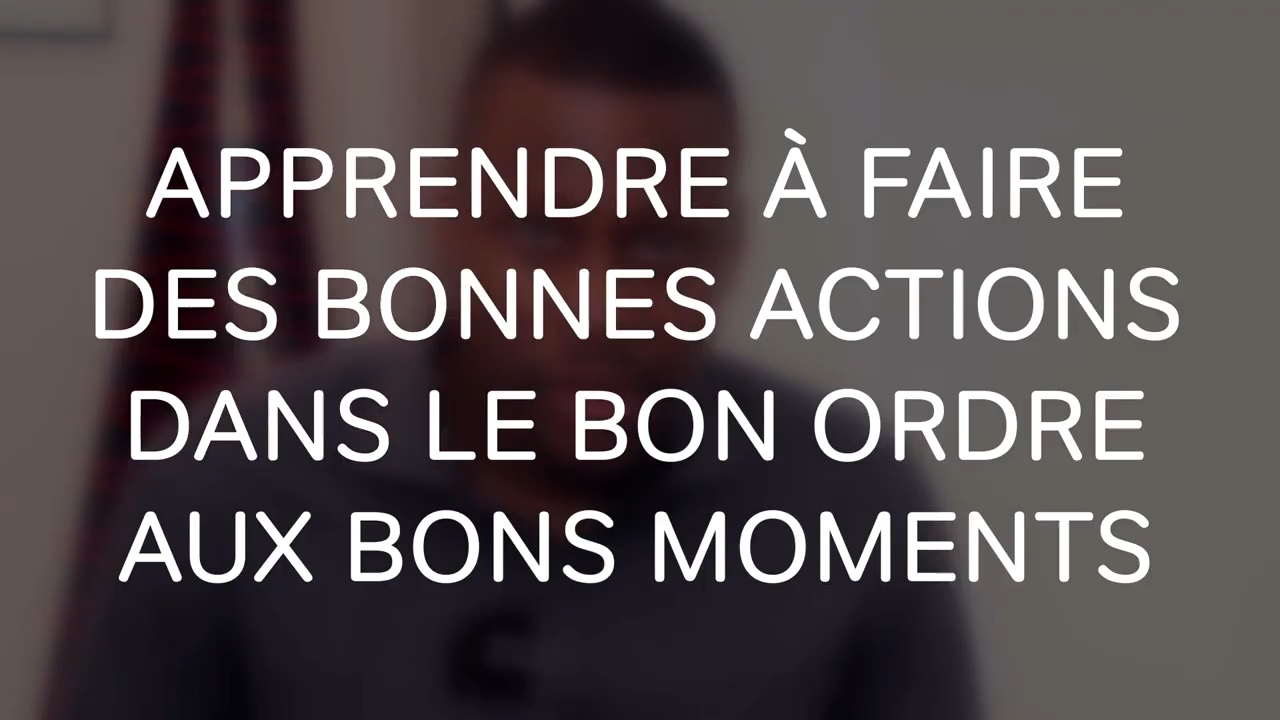 APPRENDRE À FAIRE
DES BONNES ACTIONS
DANS LE BON ORDRE
AUX BONS MOMENTS